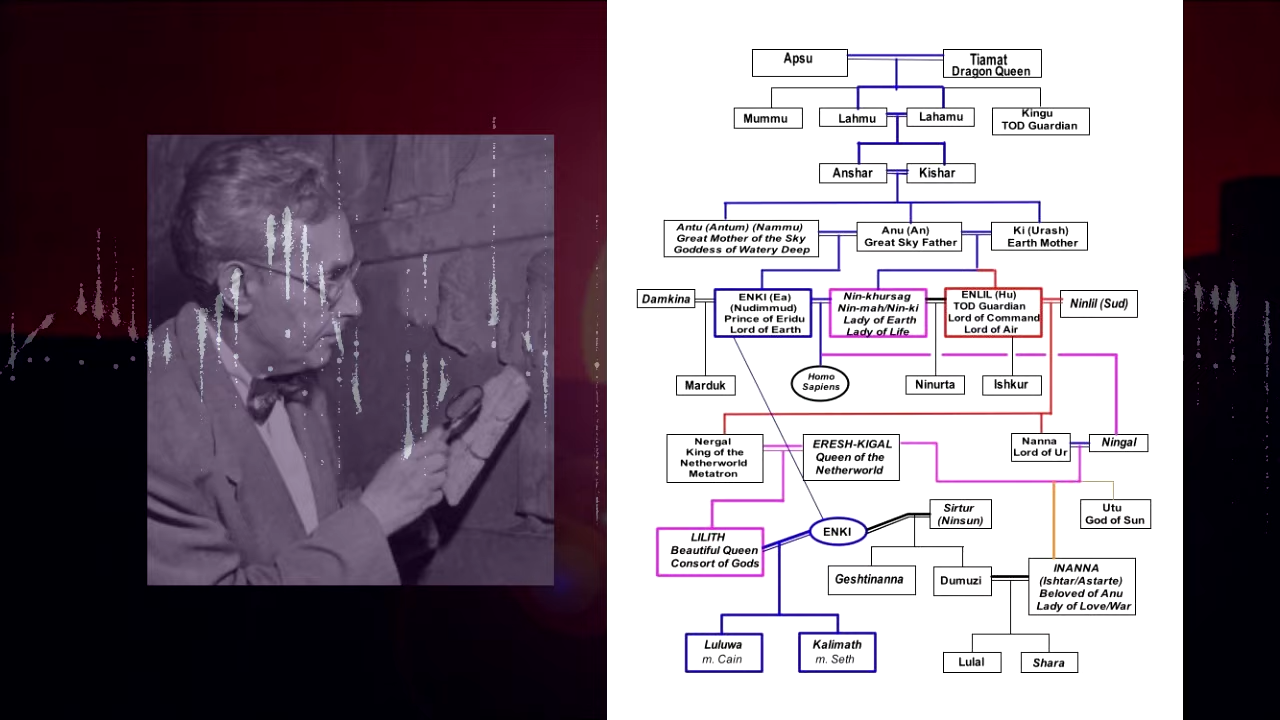 Apsu
Tiamat
Dragon Queen
Mummu
Lahmu
Lahamu
Kingu
TOD Guardian
Anshar
Kishar
Antu (Antum) (Nammu)
Great Mother of the Sky
Goddess of Watery Deep
Anu (An)
Great Sky Father
Ki (Urash)
Earth Mother
Damkina
ENKI (Ea)
(Nudimmud)
Prince of Eridu
Lord of Earth
Nin-khursag
Nin-mah/Nin-ki
Lady of Earth
Lady of Life
ENLIL (Hu)
TOD Guardian
Lord of Command
Lord of Air
Ninlil (Sud)
Marduk
Homo
Sapiens
Ninurta
Ishkur
Nergal
King of the
Netherworld
Metatron
ERESH-KIGAL
Queen of the
Netherworld
Nanna
Lord of Ur
Ningal
LILITH
Beautiful Queen
Consort of Gods
ENKI
Sirtur
(Ninsun)
Utu
God of Sun
Geshtinanna
Dumuzi
INANNA
(Ishtar/Astarte)
Beloved of Anu
Lady of Love/War
Luluwa
m. Cain
Kalimath
m. Seth
Lulal
Shara